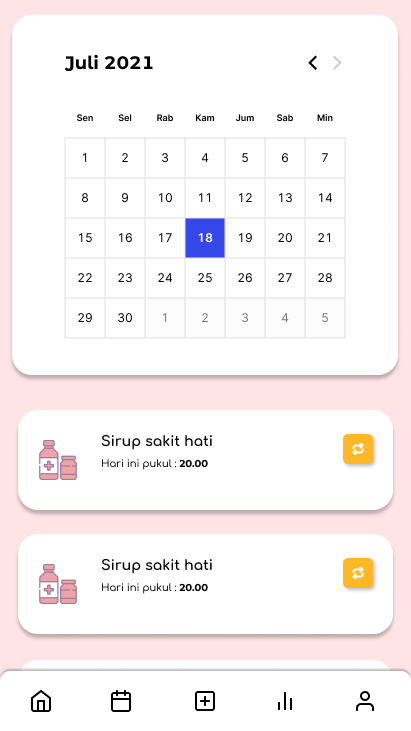 Juli 2021
Sen Sel Rab Kam Jum Sab Min
1 2 3 4 5 6 7
8 9 10 11 12 13 14
15 16 17 18 19 20 21
22 23 24 25 26 27 28
29 30 1 2 3 4 5
Sirup sakit hati
Hari ini pukul : 20.00
Sirup sakit hati
Hari ini pukul : 20.00